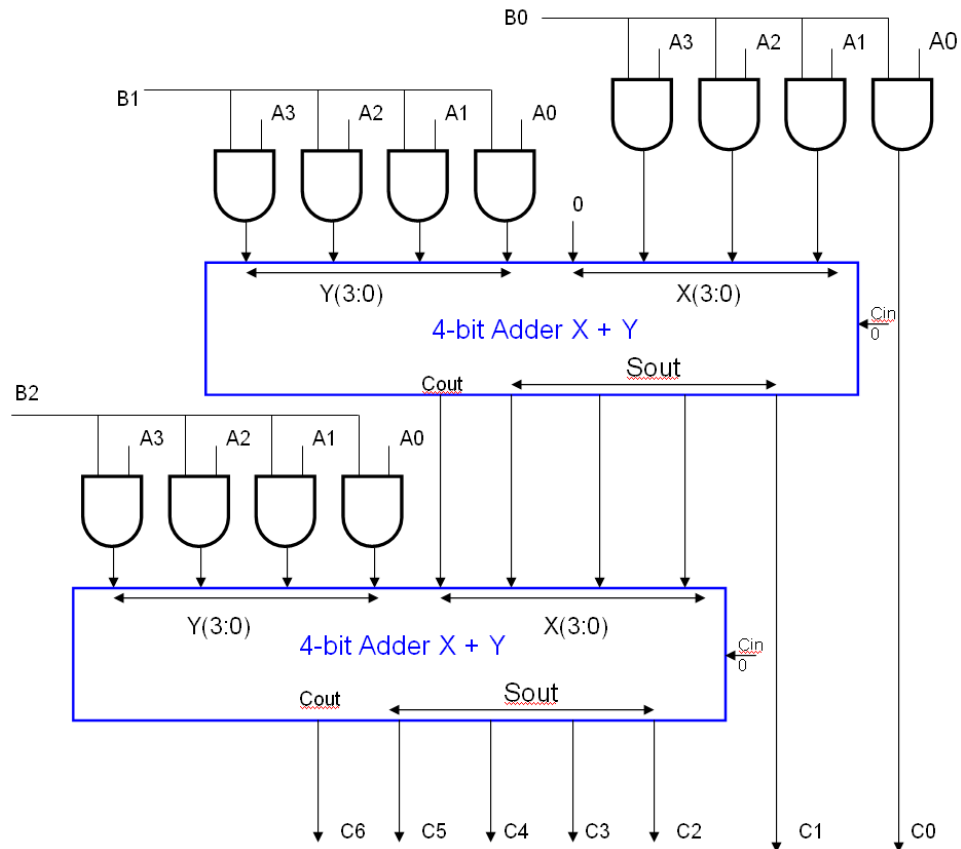 B0
A3 A2 A1 A0
B1
A3 A2 A1 A0
0
Y(3:0) X(3:0)
4-bit Adder X + Y
Cin
0
Sout
Cout
B2
A3 A2 A1 A0
Y(3:0) X(3:0)
4-bit Adder X + Y
Cin
0
Sout
Cout
C6 C5 C4 C3 C2 C1 C0